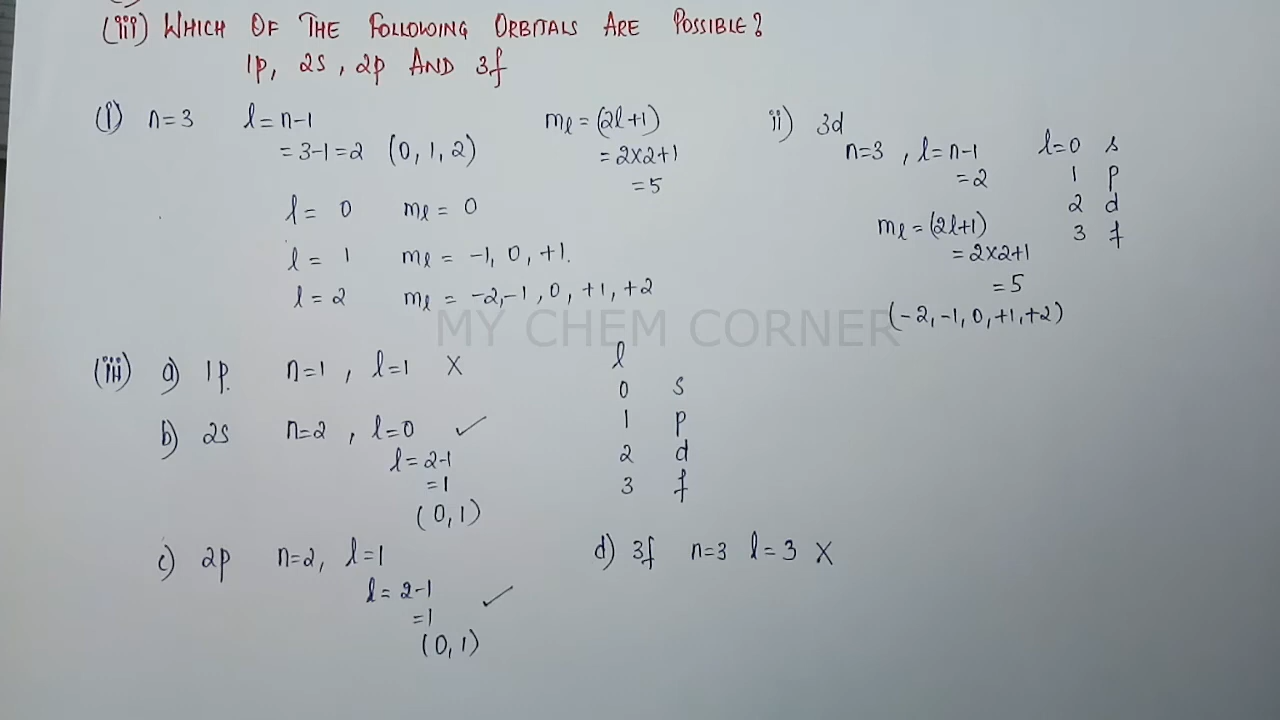 (iii) WHICH OF THE FOLLOWING ORBITALS ARE POSSIBLE?
1p, 2s, 2p AND 3f
(i) n=3 l=n-1
=3-1=2 (0, 1, 2)
l = 0 mₗ = 0
l = 1 mₗ = -1, 0, +1.
l = 2 mₗ = -2,-1, 0, +1, +2
mₗ = (2l+1)
= 2x2+1
= 5
ii) 3d
n=3 , l=n-1
=2
mₗ = (2l+1)
= 2x2+1
= 5
(-2, -1, 0, +1, +2)
l=0 s
1 p
2 d
3 f
MY CHEM CORNER
(iii) a) 1p. n=1 , l=1 X
b) 2s n=2 , l=0 ✓
l= 2-1
=1
(0, 1)
l
0 s
1 p
2 d
3 f
c) 2p n=2, l=1
l= 2-1 ✓
=1
(0, 1)
d) 3f n=3 l=3 X